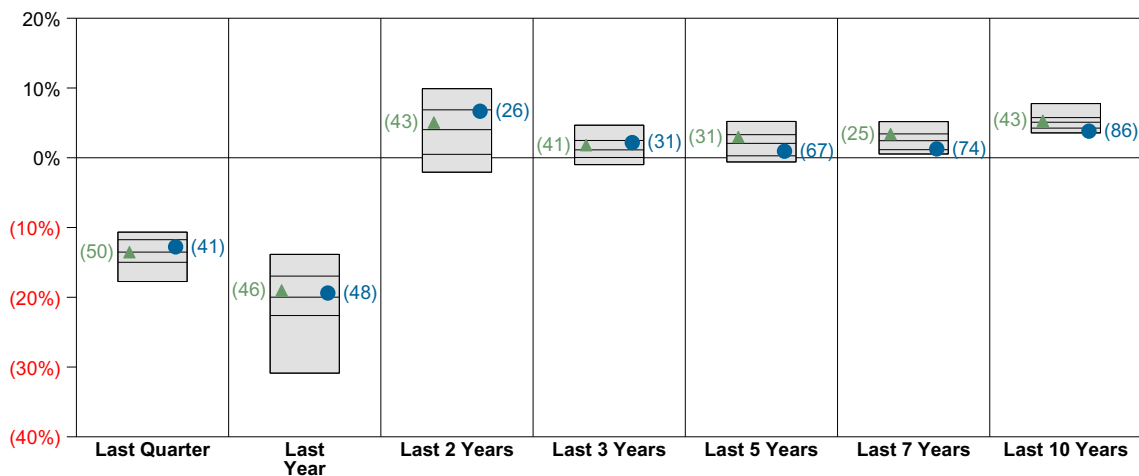 20%
10%
0%
(10%)
(20%)
(30%)
(40%)
(50)
(41)
(46)
(48)
(43)
(26)
(41)
(31)
(31)
(67)
(25)
(74)
(43)
(86)
Last Quarter
Last
Year
Last 2 Years
Last 3 Years
Last 5 Years
Last 7 Years
Last 10 Years